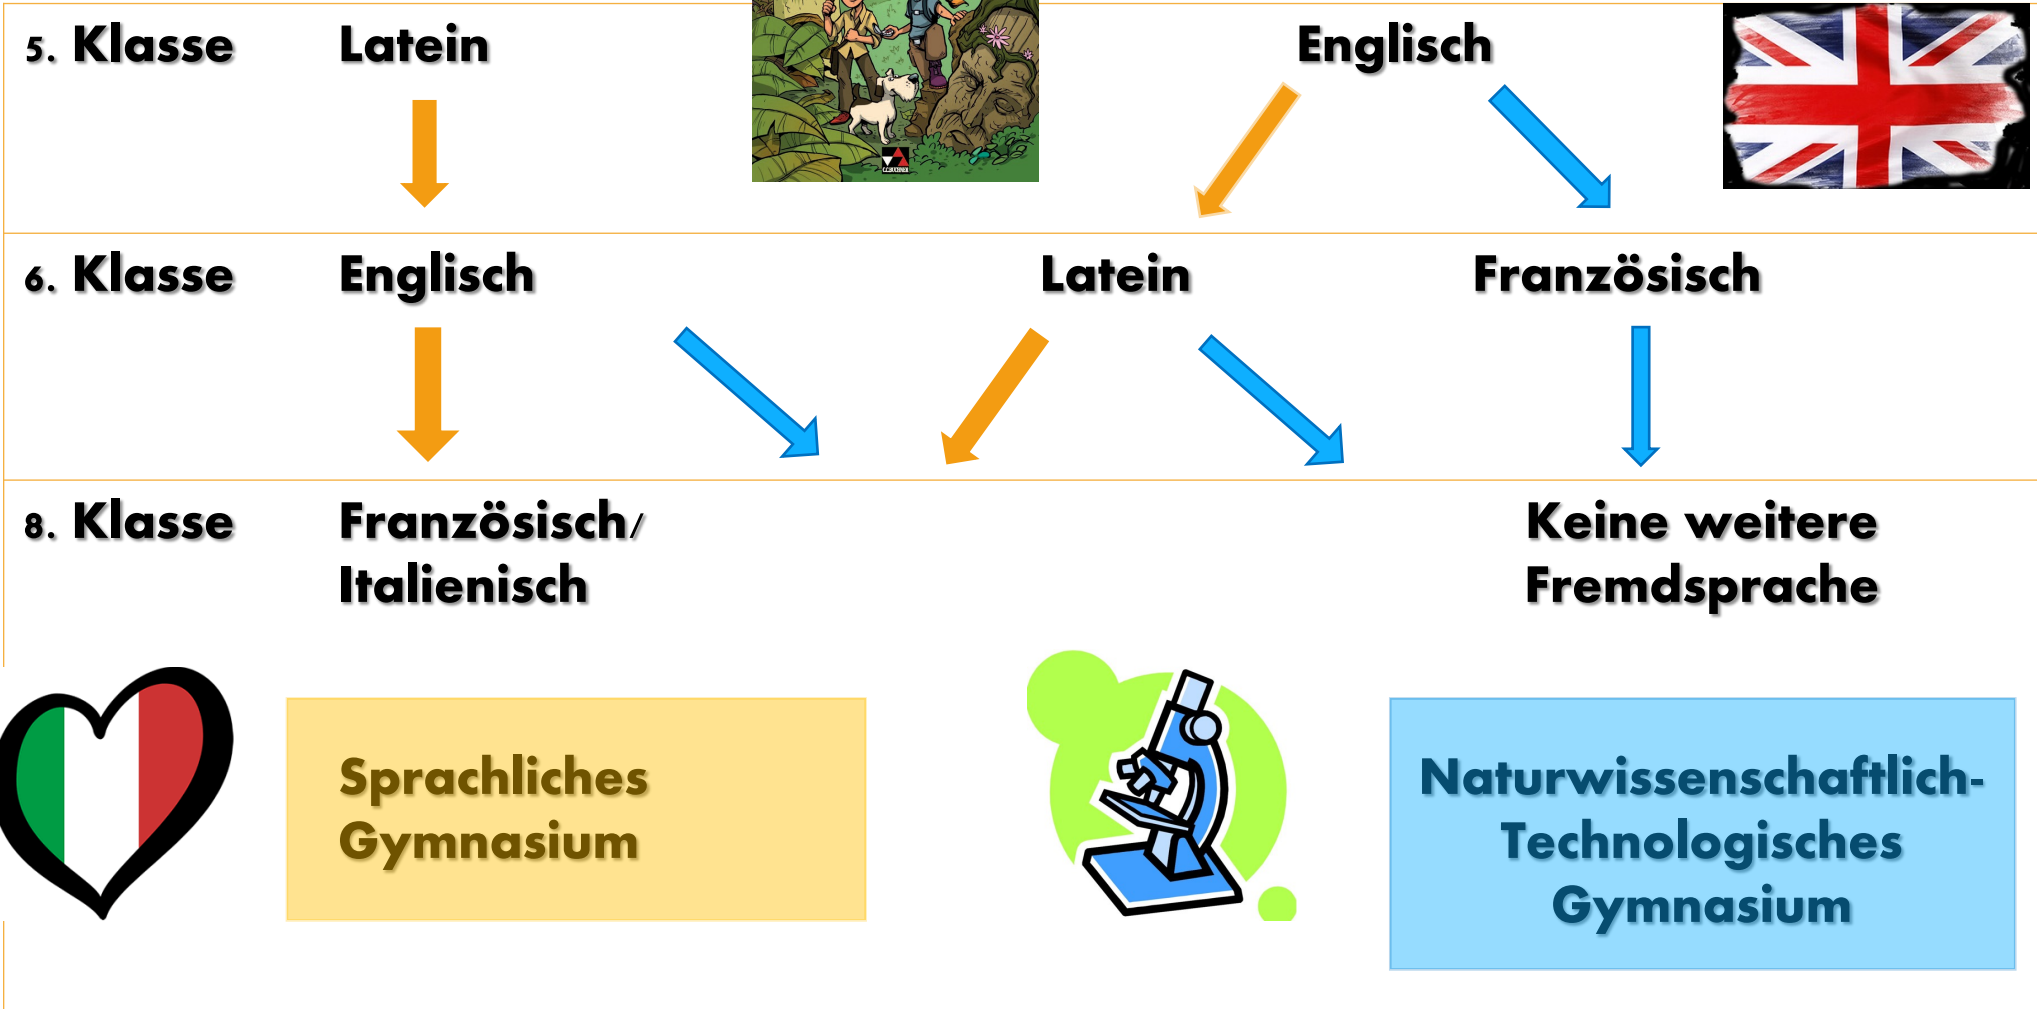 5. Klasse Latein Englisch
C.C.BUCHNER
6. Klasse Englisch Latein Französisch
8. Klasse Französisch/ Keine weitere
Italienisch Fremdsprache
Sprachliches
Gymnasium
Naturwissenschaftlich-
Technologisches
Gymnasium